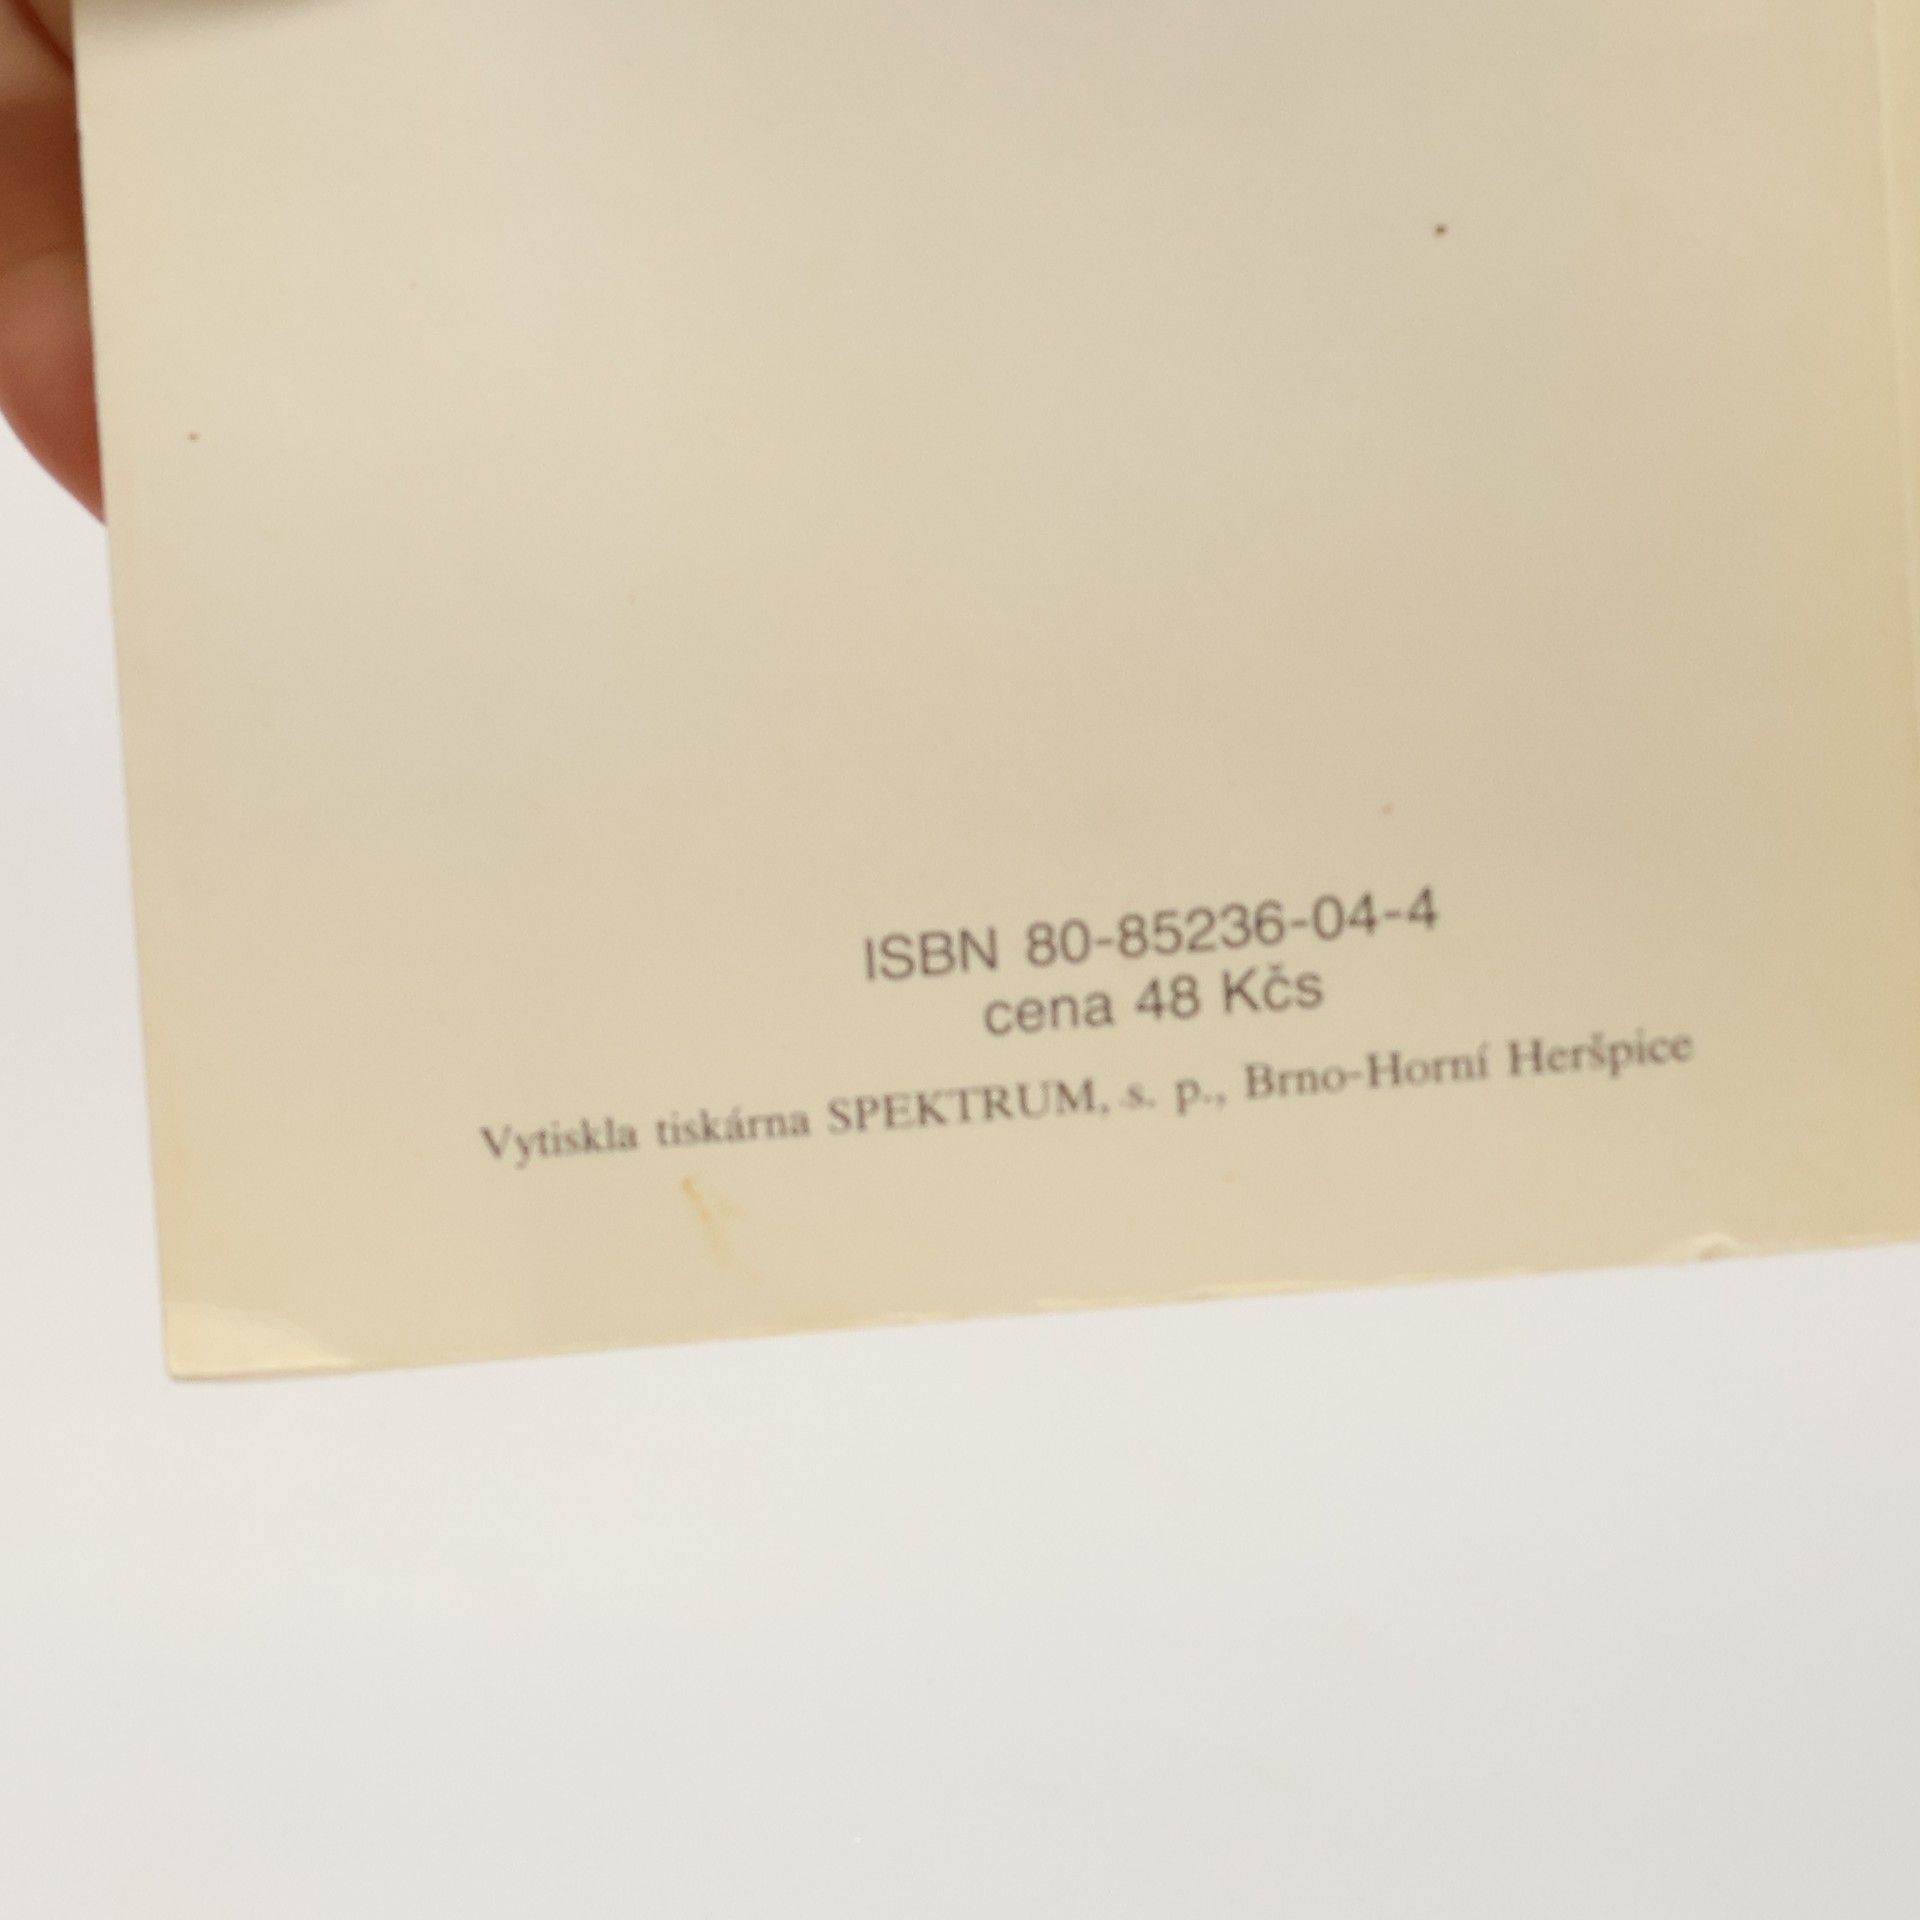 ISBN 80-85236-04-4
cena 48 Kčs
Vytiskla tiskárna SPEKTRUM, s. p., Brno-Horní Heršpice